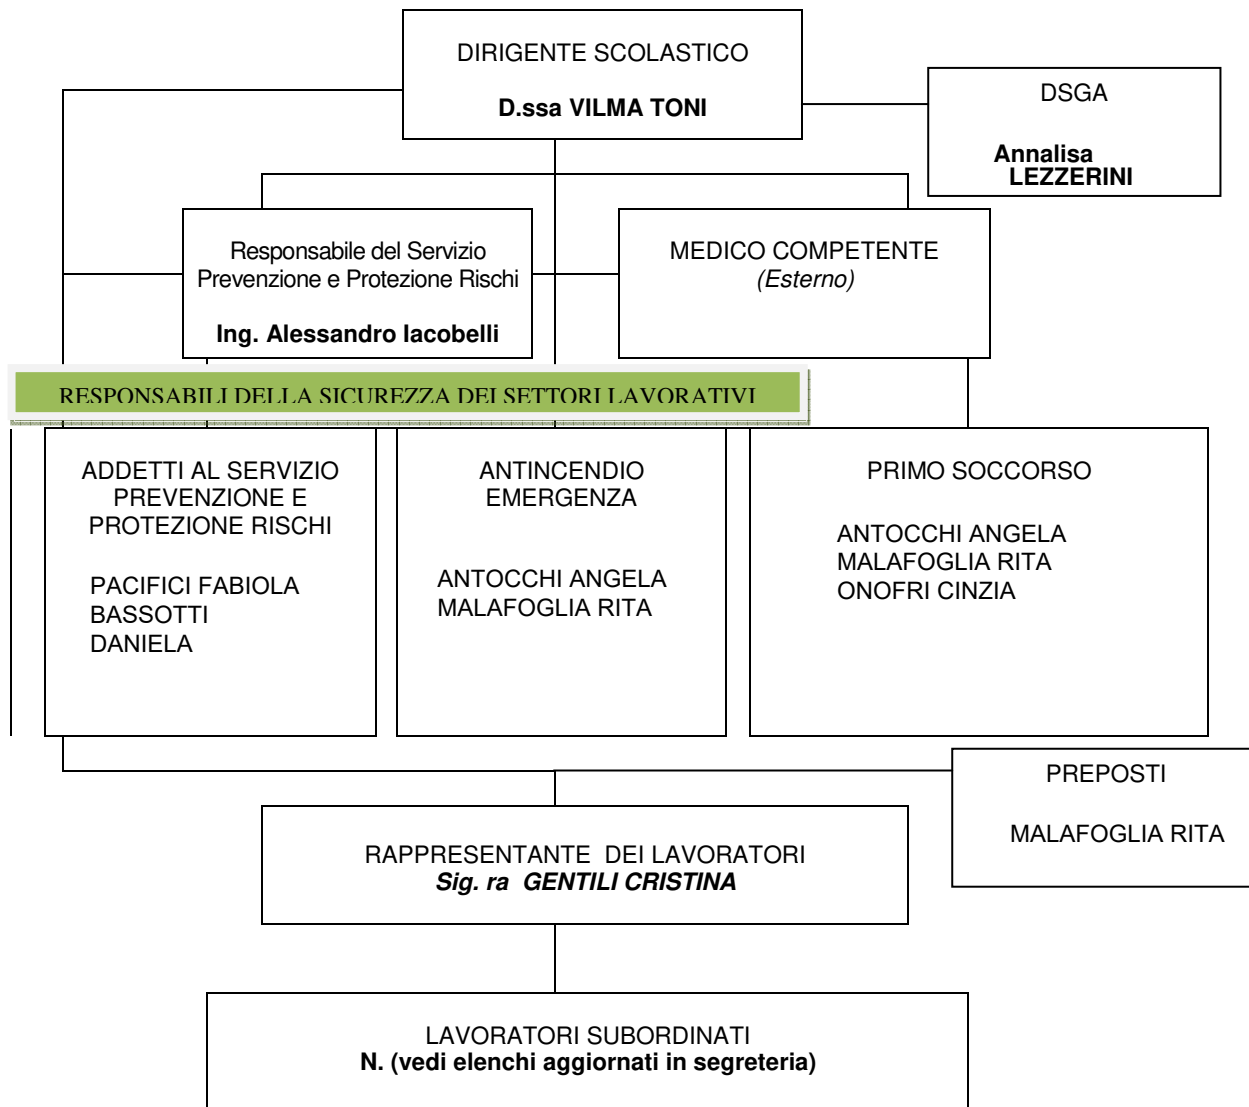 DIRIGENTE SCOLASTICO
D.ssa VILMA TONI
DSGA
Annalisa
LEZZERINI
Responsabile del Servizio
Prevenzione e Protezione Rischi
Ing. Alessandro Iacobelli
MEDICO COMPETENTE
(Esterno)
RESPONSABILI DELLA SICUREZZA DEI SETTORI LAVORATIVI
ADDETTI AL SERVIZIO
PREVENZIONE E
PROTEZIONE RISCHI
PACIFICI FABIOLA
BASSOTTI
DANIELA
ANTINCENDIO
EMERGENZA
ANTOCCHI ANGELA
MALAFOGLIA RITA
PRIMO SOCCORSO
ANTOCCHI ANGELA
MALAFOGLIA RITA
ONOFRI CINZIA
PREPOSTI
MALAFOGLIA RITA
RAPPRESENTANTE DEI LAVORATORI
Sig. ra GENTILI CRISTINA
LAVORATORI SUBORDINATI
N. (vedi elenchi aggiornati in segreteria)